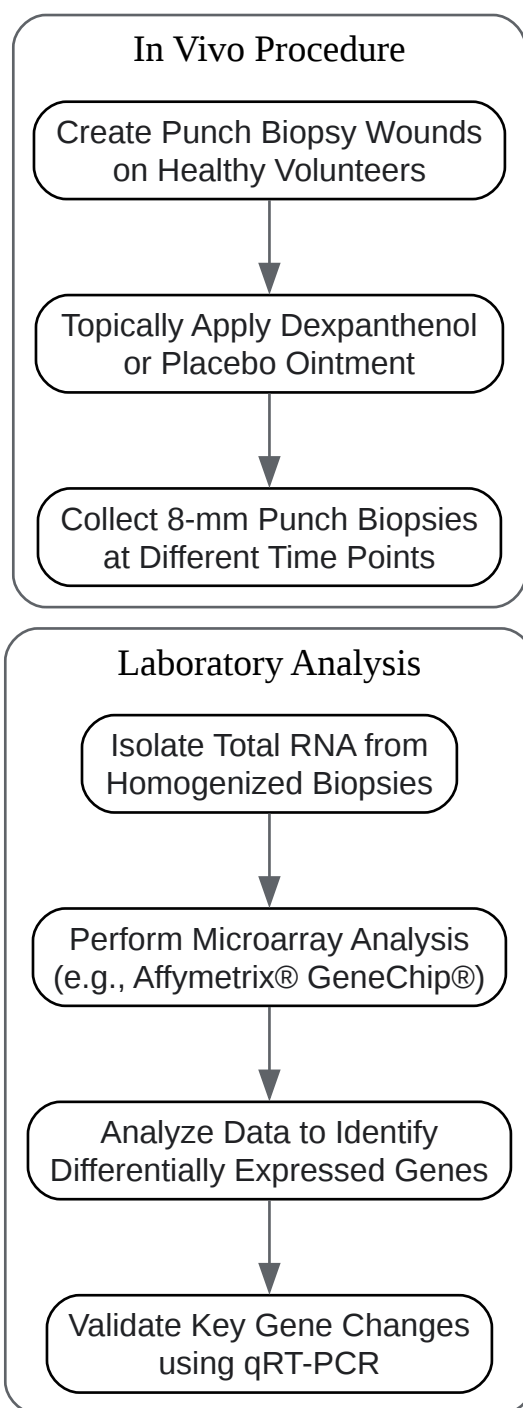 In Vivo Procedure
Create Punch Biopsy Wounds
on Healthy Volunteers
Topically Apply Dexpanthenol
or Placebo Ointment
Collect 8-mm Punch Biopsies
at Different Time Points
Laboratory Analysis
Isolate Total RNA from
Homogenized Biopsies
Perform Microarray Analysis
(e.g., Affymetrix® GeneChip®)
Analyze Data to Identify
Differentially Expressed Genes
Validate Key Gene Changes
using qRT-PCR